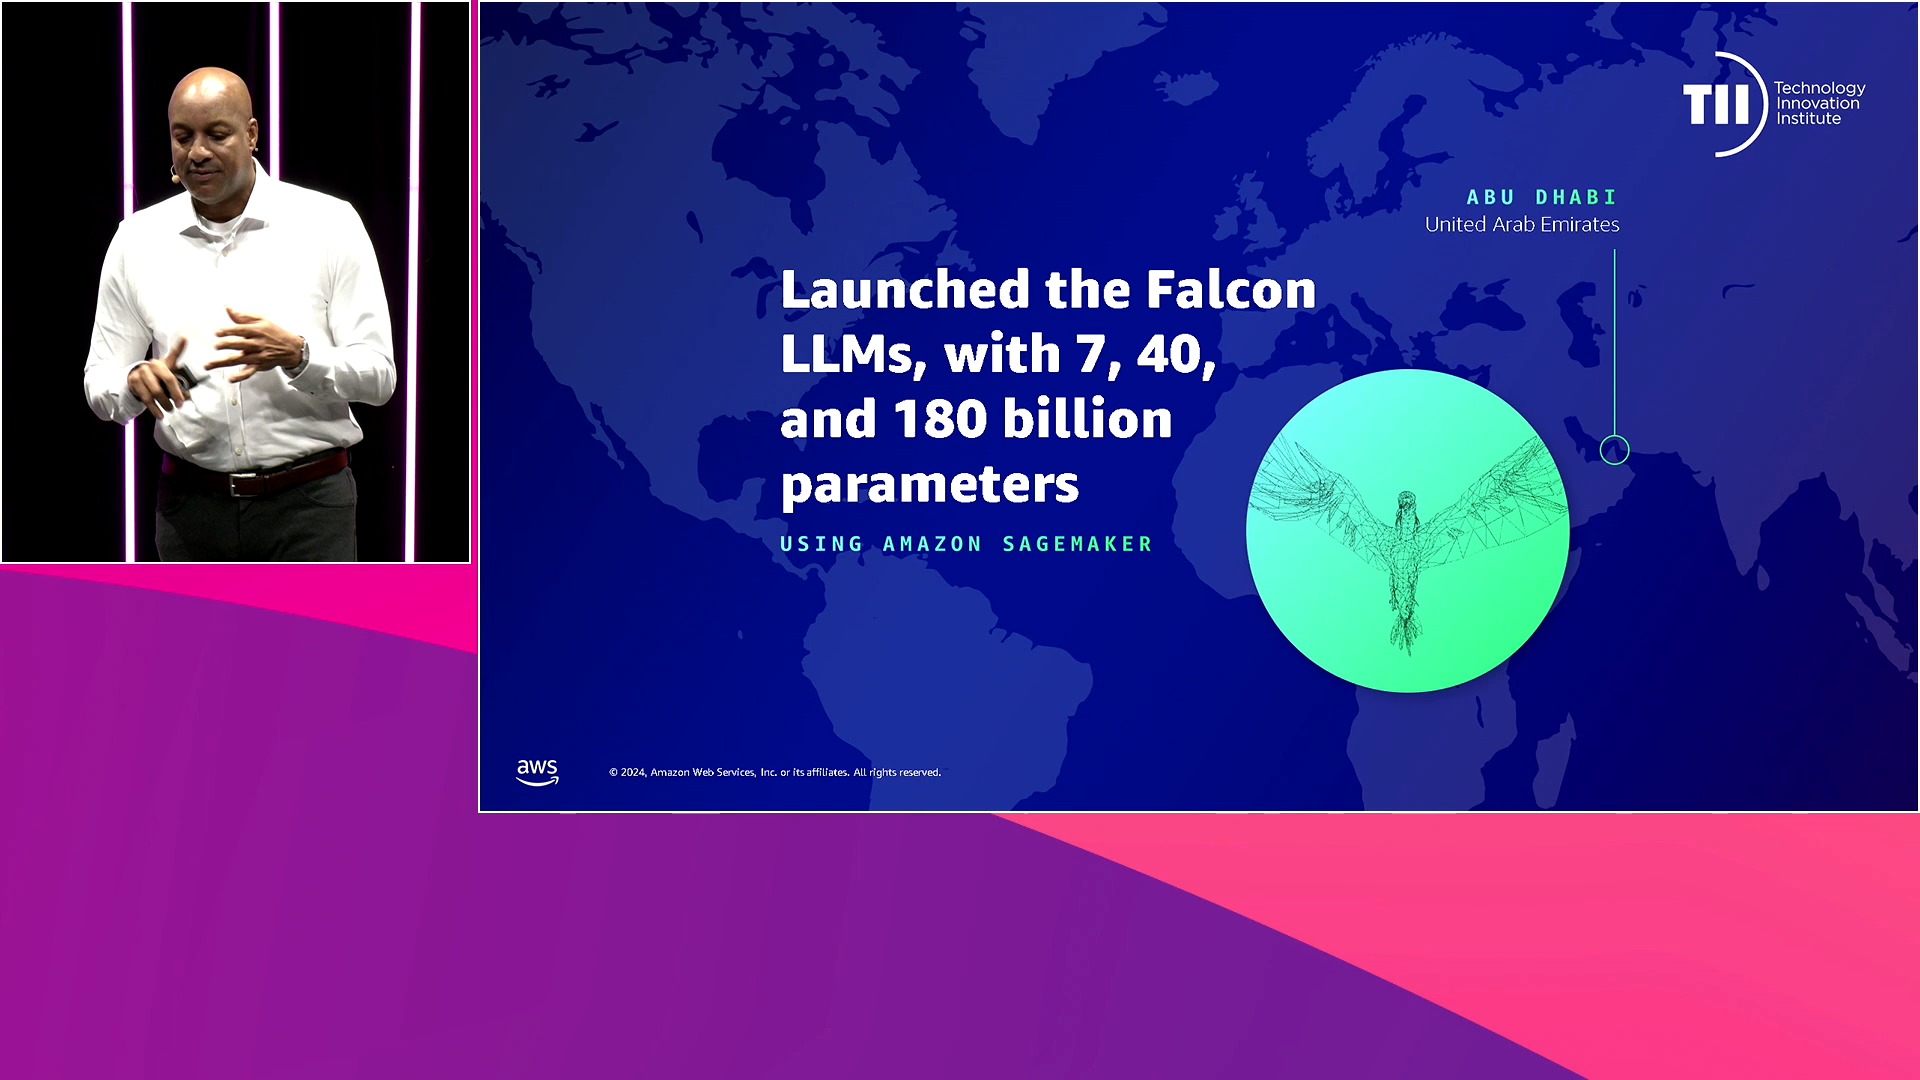 TII
Technology
Innovation
Institute
ABU DHABI
United Arab Emirates
Launched the Falcon
LLMs, with 7, 40,
and 180 billion
parameters
USING AMAZON SAGEMAKER
aws
© 2024, Amazon Web Services, Inc. or its affiliates. All rights reserved.